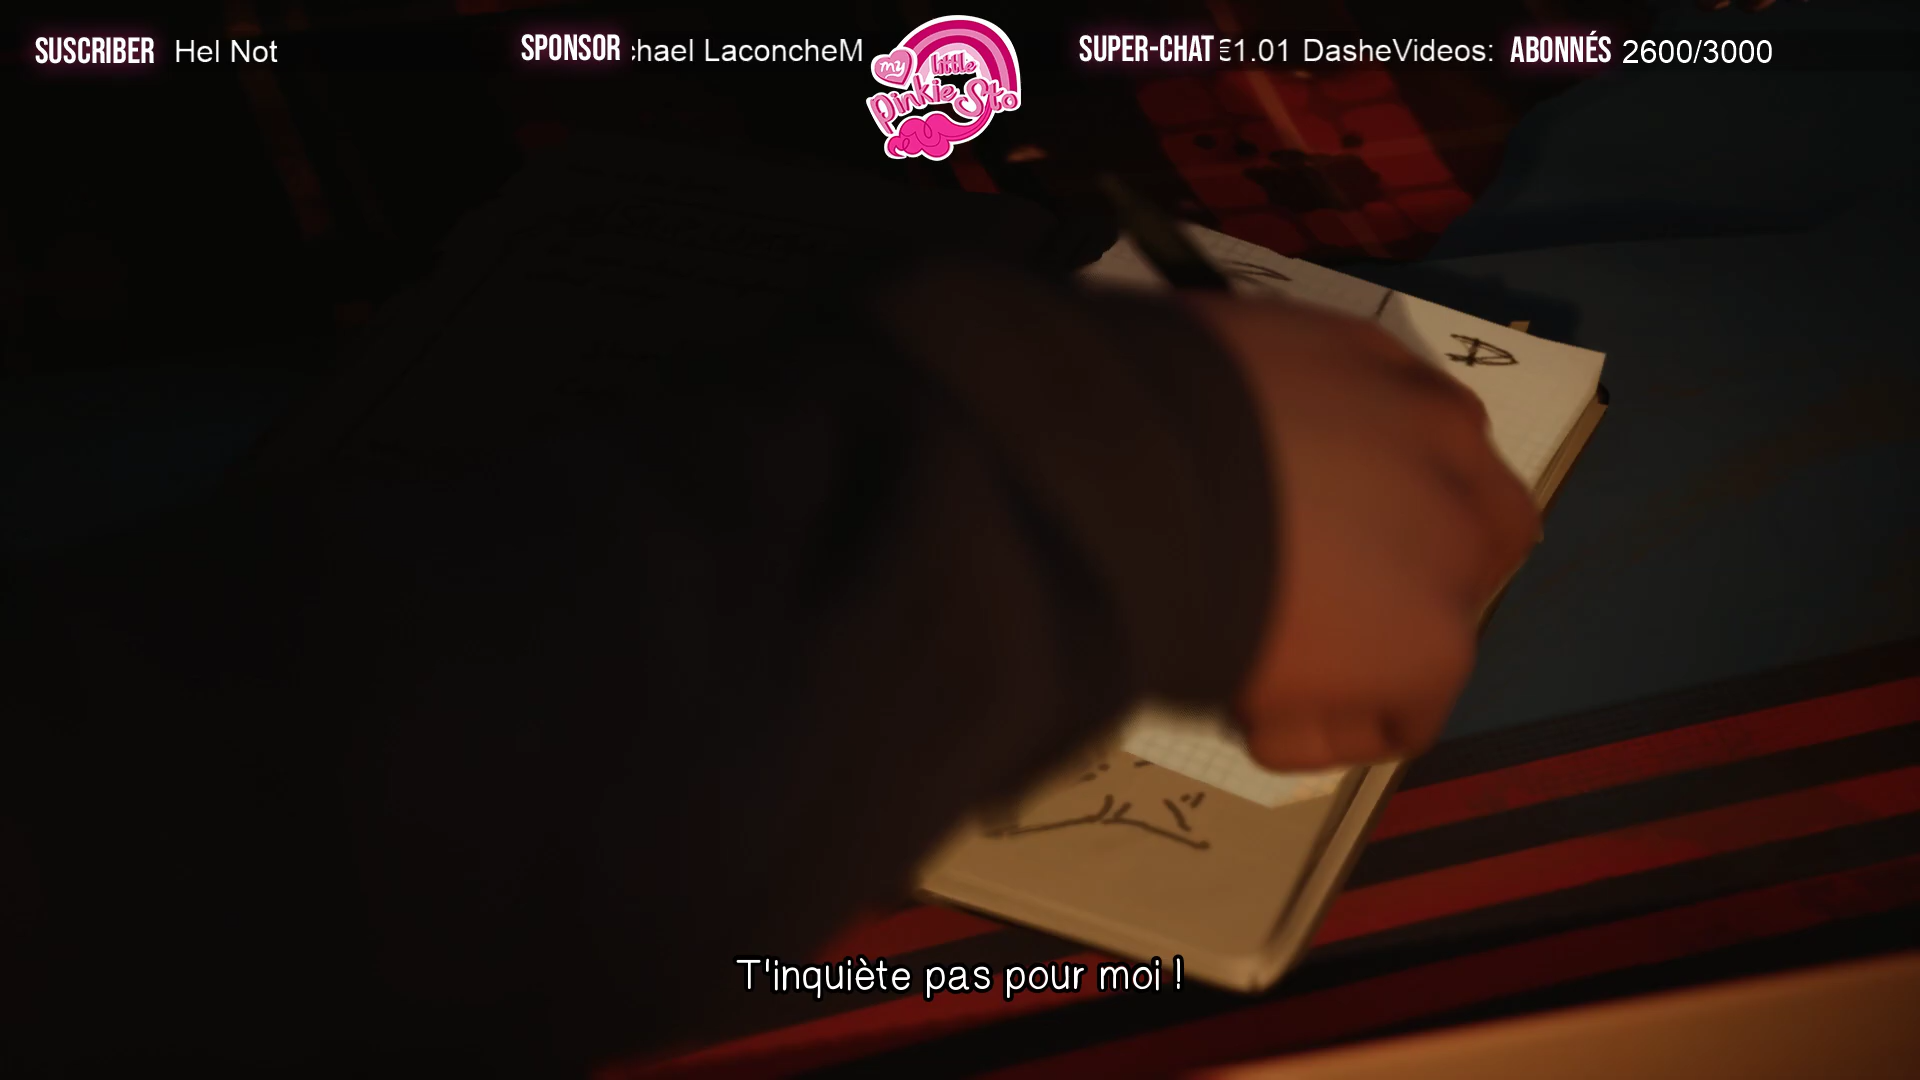 SUSCRIBER Hel Not
SPONSOR chael LaconcheM
my little Pinkie Sto
SUPER-CHAT €1.01 DasheVideos:
ABONNÉS 2600/3000
T'inquiète pas pour moi !